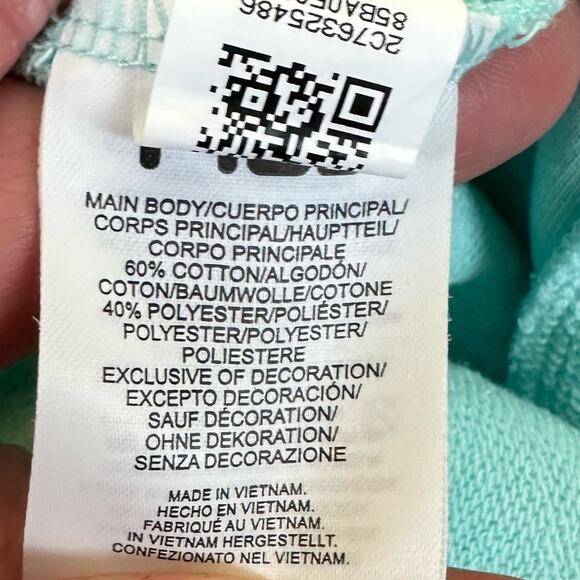 2C76325486
MAIN BODY/CUERPO PRINCIPAL/
CORPS PRINCIPAL/HAUPTTEIL/
CORPO PRINCIPALE
60% COTTON/ALGODÓN/
COTON/BAUMWOLLE/COTONE
40% POLYESTER/POLIÉSTER/
POLYESTER/POLYESTER/
POLIESTERE
EXCLUSIVE OF DECORATION/
EXCEPTO DECORACIÓN/
SAUF DÉCORATION/
OHNE DEKORATION/
SENZA DECORAZIONE
MADE IN VIETNAM.
HECHO EN VIETNAM.
FABRIQUÉ AU VIETNAM.
IN VIETNAM HERGESTELLT.
CONFEZIONATO NEL VIETNAM.